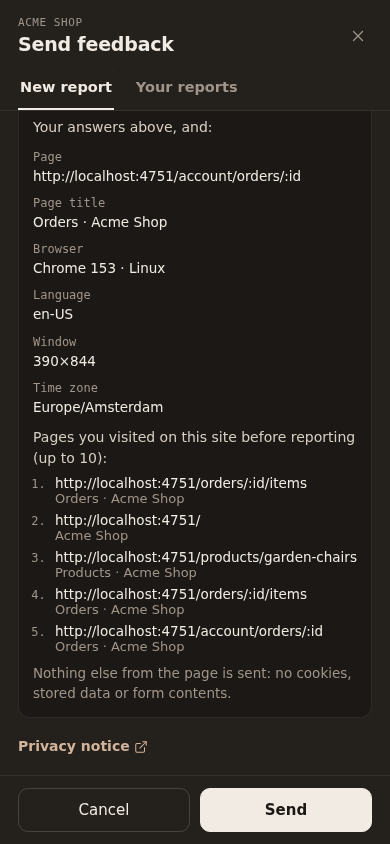 ACME SHOP
Send feedback
New report
Your reports
Your answers above, and:
Page
http://localhost:4751/account/orders/:id
Page title
Orders · Acme Shop
Browser
Chrome 153 · Linux
Language
en-US
Window
390×844
Time zone
Europe/Amsterdam
Pages you visited on this site before reporting
(up to 10):
1. http://localhost:4751/orders/:id/items
Orders · Acme Shop
2. http://localhost:4751/
Acme Shop
3. http://localhost:4751/products/garden-chairs
Products · Acme Shop
4. http://localhost:4751/orders/:id/items
Orders · Acme Shop
5. http://localhost:4751/account/orders/:id
Orders · Acme Shop
Nothing else from the page is sent: no cookies,
stored data or form contents.
Privacy notice
Cancel
Send